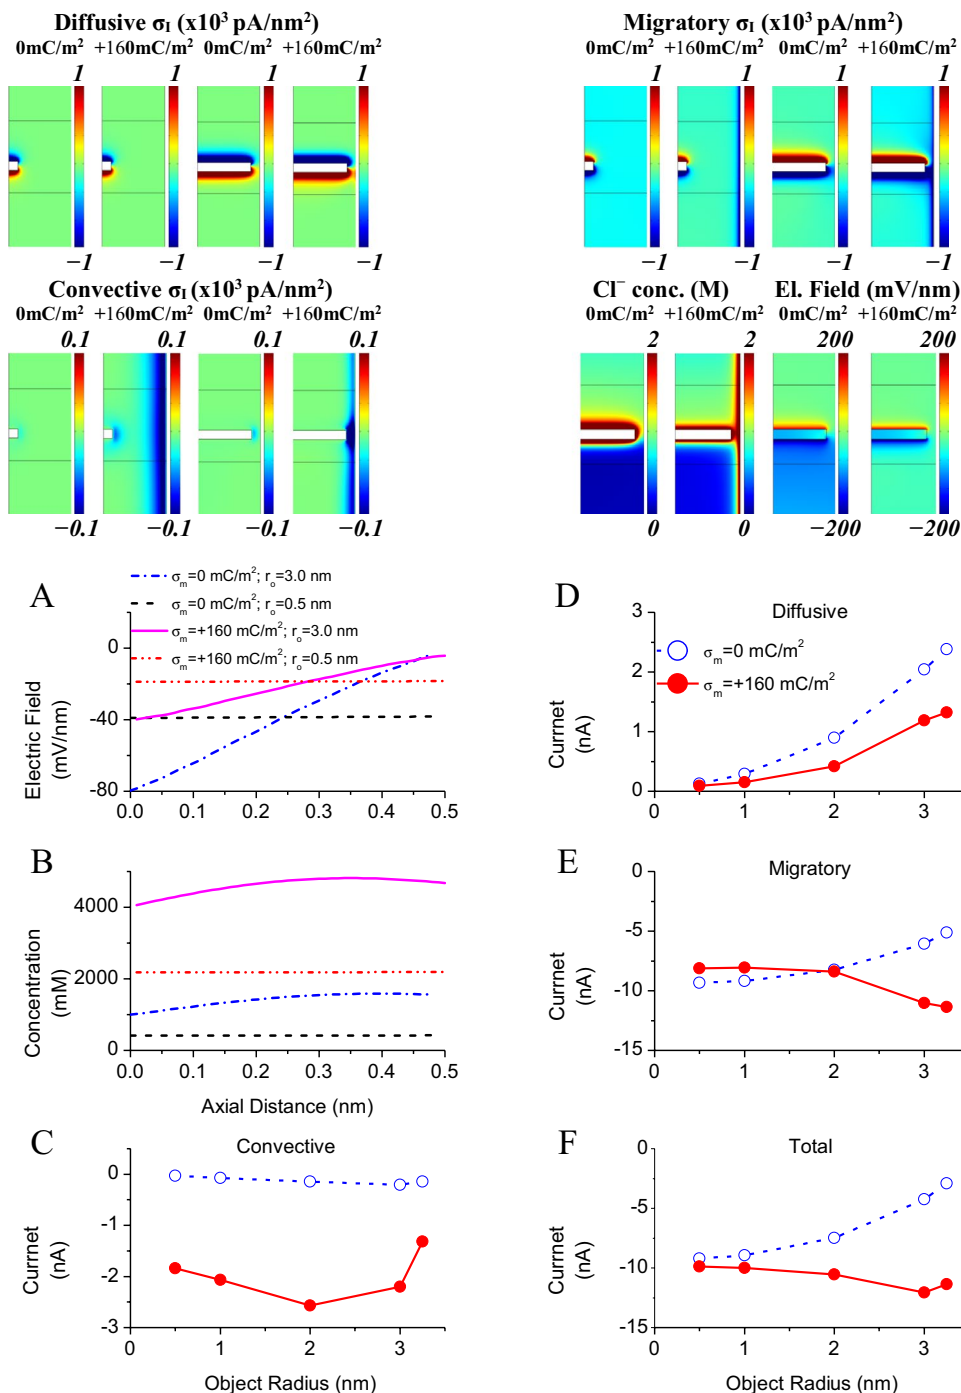 Diffusive σI (x10³ pA/nm²)
0mC/m² +160mC/m² 0mC/m² +160mC/m²
1 1 1 1
−1 −1 −1 −1
Migratory σI (x10³ pA/nm²)
0mC/m² +160mC/m² 0mC/m² +160mC/m²
1 1 1 1
−1 −1 −1 −1
Convective σI (x10³ pA/nm²)
0mC/m² +160mC/m² 0mC/m² +160mC/m²
0.1 0.1 0.1 0.1
−0.1 −0.1 −0.1 −0.1
Cl⁻ conc. (M) El. Field (mV/nm)
0mC/m² +160mC/m² 0mC/m² +160mC/m²
2 2 200 200
0 0 −200 −200
A
σm=0 mC/m²; ro=3.0 nm
σm=0 mC/m²; ro=0.5 nm
σm=+160 mC/m²; ro=3.0 nm
σm=+160 mC/m²; ro=0.5 nm
Electric Field
(mV/nm)
0
-40
-80
0.0 0.1 0.2 0.3 0.4 0.5
B
Concentration
(mM)
4000
2000
0
0.0 0.1 0.2 0.3 0.4 0.5
Axial Distance (nm)
C
Convective
Currnet
(nA)
0
-1
-2
-3
0 1 2 3
Object Radius (nm)
D
Diffusive
σm=0 mC/m²
σm=+160 mC/m²
Currnet
(nA)
3
2
1
0
0 1 2 3
E
Migratory
Currnet
(nA)
0
-5
-10
-15
0 1 2 3
F
Total
Currnet
(nA)
0
-5
-10
-15
0 1 2 3
Object Radius (nm)